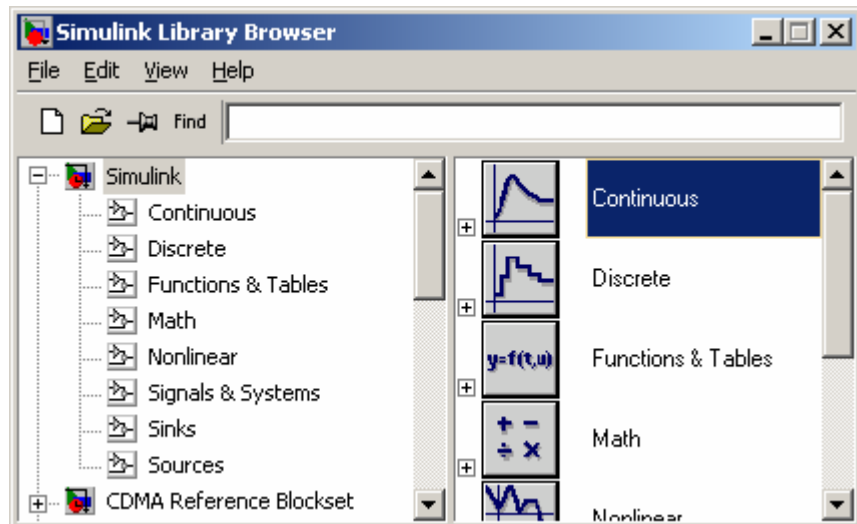 Simulink Library Browser
File Edit View Help
Find
Simulink
Continuous
Discrete
Functions & Tables
Math
Nonlinear
Signals & Systems
Sinks
Sources
CDMA Reference Blockset
Continuous
Discrete
y=f(t,u) Functions & Tables
+ −
÷ × Math
Nonlinear